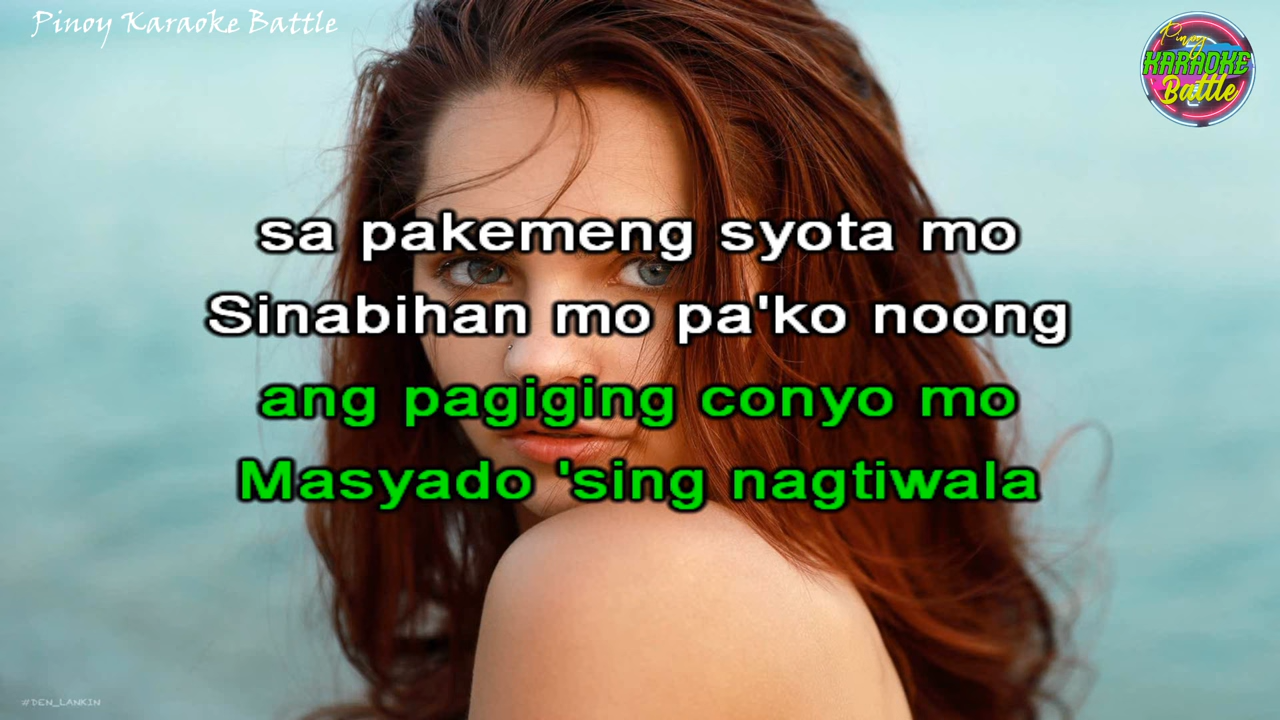 Pinoy Karaoke Battle
Pinoy
KARAOKE
Battle
sa pakemeng syota mo
Sinabihan mo pa'ko noong
ang pagiging conyo mo
Masyado 'sing nagtiwala
#DEN_LANKIN